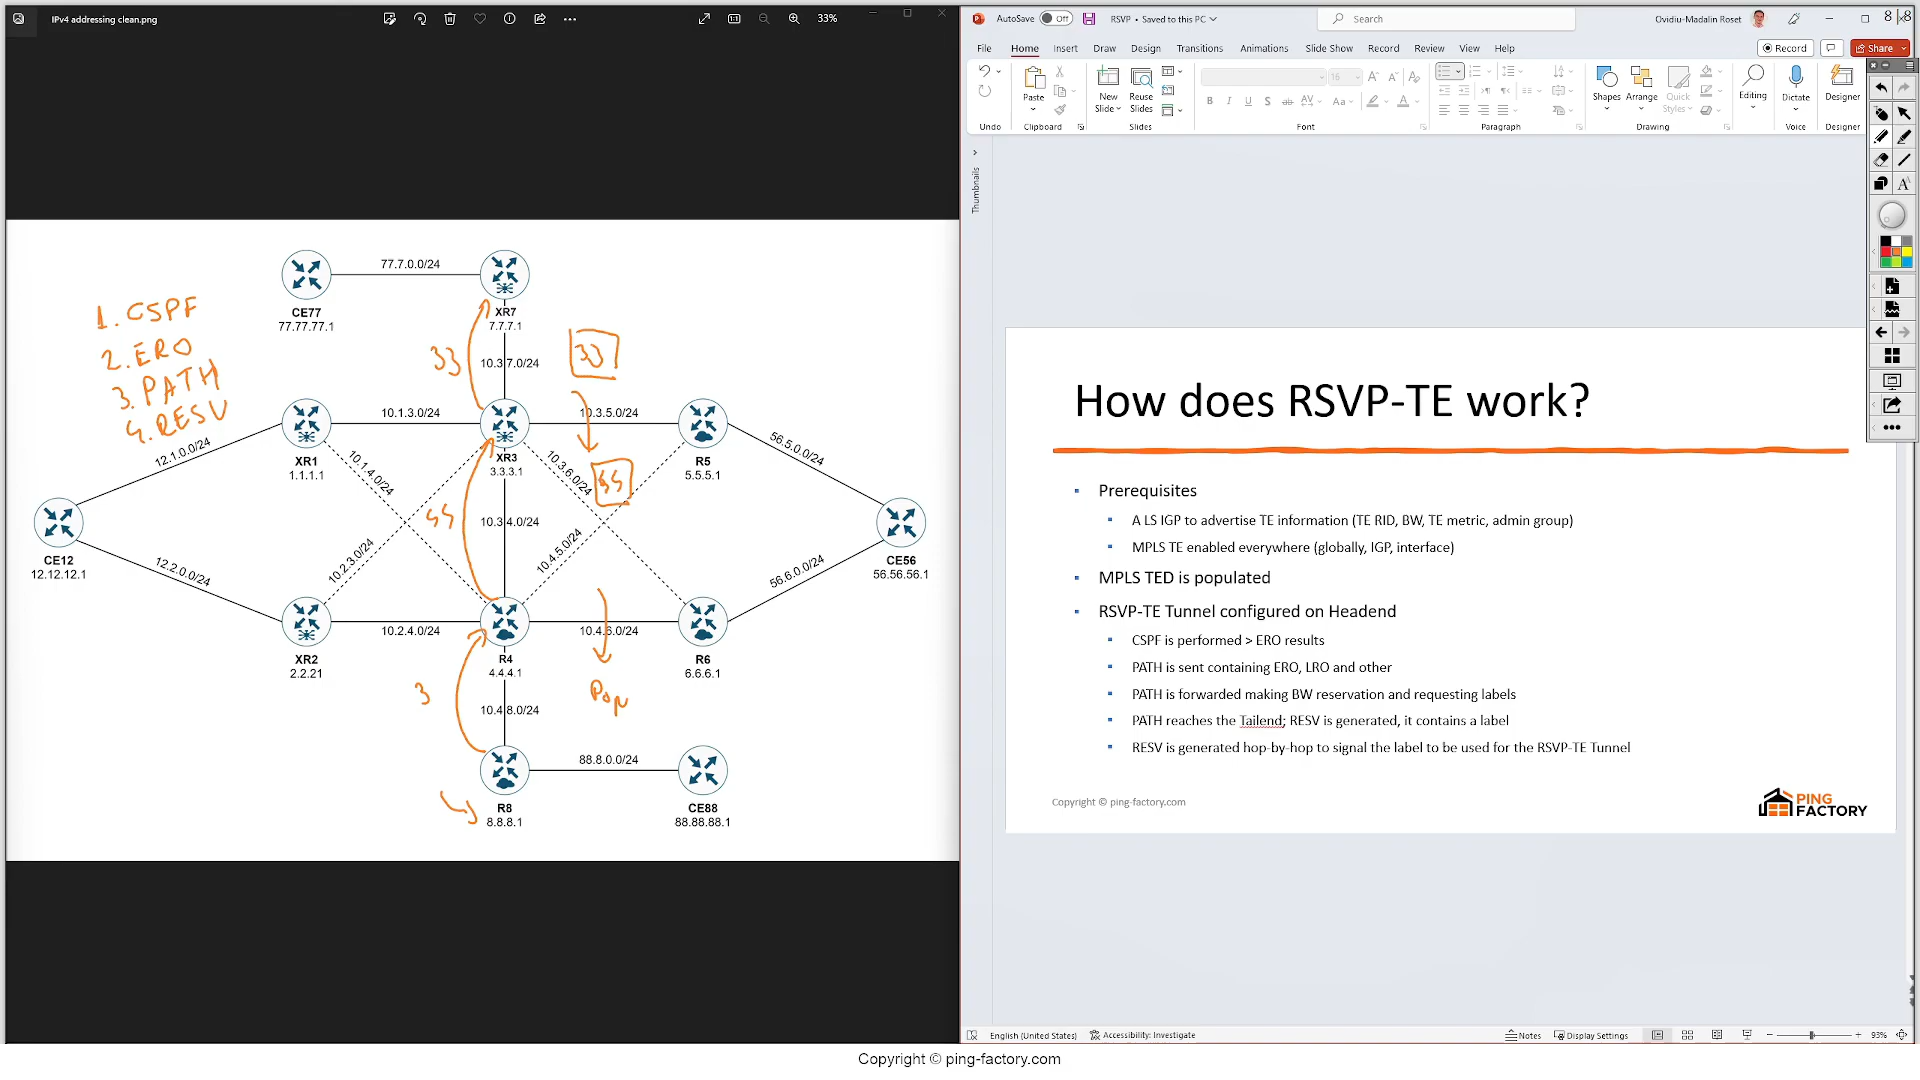 IPv4 addressing clean.png
33%
77.7.0.0/24
CE77
77.77.77.1
XR7
7.7.7.1
1. CSPF
2. ERO
3. PATH
4. RESV
33
10.3.7.0/24
33
10.1.3.0/24
10.3.5.0/24
12.1.0.0/24
XR1
1.1.1.1
10.1.4.0/24
XR3
3.3.3.1
10.3.6.0/24
R5
5.5.5.1
56.5.0.0/24
44
44
10.3.4.0/24
CE12
12.12.12.1
12.2.0.0/24
10.2.3.0/24
10.4.5.0/24
CE56
56.56.56.1
56.6.0.0/24
10.2.4.0/24
10.4.6.0/24
XR2
2.2.21
R4
4.4.4.1
R6
6.6.6.1
3
Pop
10.4.8.0/24
88.8.0.0/24
R8
8.8.8.1
CE88
88.88.88.1
AutoSave Off RSVP • Saved to this PC Search Ovidiu-Madalin Roset
File Home Insert Draw Design Transitions Animations Slide Show Record Review View Help Record Share
Paste New Slide Reuse Slides 16 Shapes Arrange Quick Styles Editing Dictate Designer
Undo Clipboard Slides Font Paragraph Drawing Voice Designer
Thumbnails
How does RSVP-TE work?
Prerequisites
A LS IGP to advertise TE information (TE RID, BW, TE metric, admin group)
MPLS TE enabled everywhere (globally, IGP, interface)
MPLS TED is populated
RSVP-TE Tunnel configured on Headend
CSPF is performed > ERO results
PATH is sent containing ERO, LRO and other
PATH is forwarded making BW reservation and requesting labels
PATH reaches the Tailend; RESV is generated, it contains a label
RESV is generated hop-by-hop to signal the label to be used for the RSVP-TE Tunnel
Copyright © ping-factory.com
PING
FACTORY
English (United States) Accessibility: Investigate Notes Display Settings 93%
Copyright © ping-factory.com